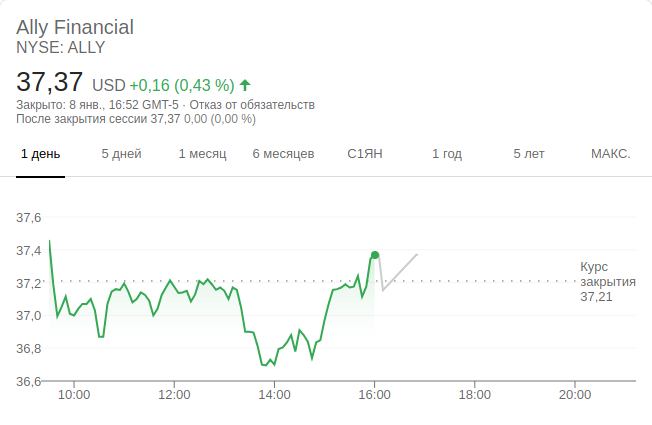 Ally Financial
NYSE: ALLY
37,37 USD +0,16 (0,43 %)
Закрыто: 8 янв., 16:52 GMT-5 · Отказ от обязательств
После закрытия сессии 37,37 0,00 (0,00 %)
1 день 5 дней 1 месяц 6 месяцев С1ЯН 1 год 5 лет МАКС.
37,6
37,4
37,2
37,0
36,8
36,6
Курс
закрытия
37,21
10:00 12:00 14:00 16:00 18:00 20:00